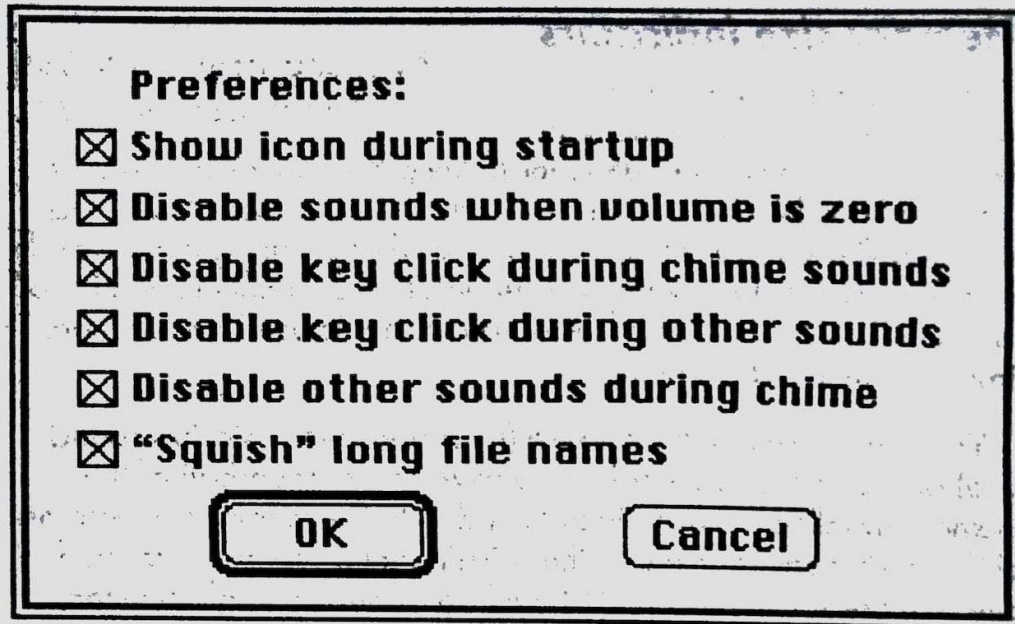 Preferences:
Show icon during startup
Disable sounds when volume is zero
Disable key click during chime sounds
Disable key click during other sounds
Disable other sounds during chime
“Squish” long file names
OK
Cancel